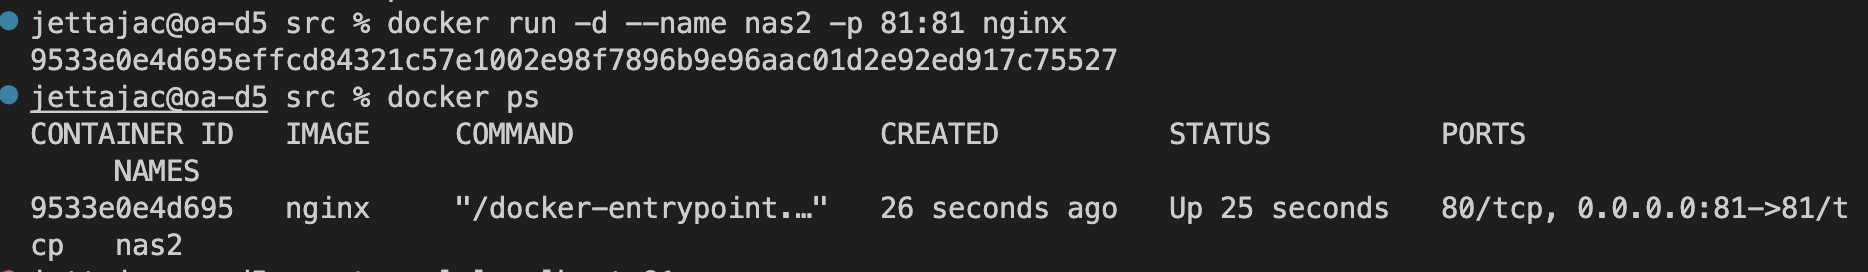 jettajac@oa-d5 src % docker run -d --name nas2 -p 81:81 nginx
9533e0e4d695effcd84321c57e1002e98f7896b9e96aac01d2e92ed917c75527
jettajac@oa-d5 src % docker ps
CONTAINER ID   IMAGE     COMMAND                  CREATED          STATUS          PORTS
     NAMES
9533e0e4d695   nginx     "/docker-entrypoint.…"   26 seconds ago   Up 25 seconds   80/tcp, 0.0.0.0:81->81/t
cp   nas2